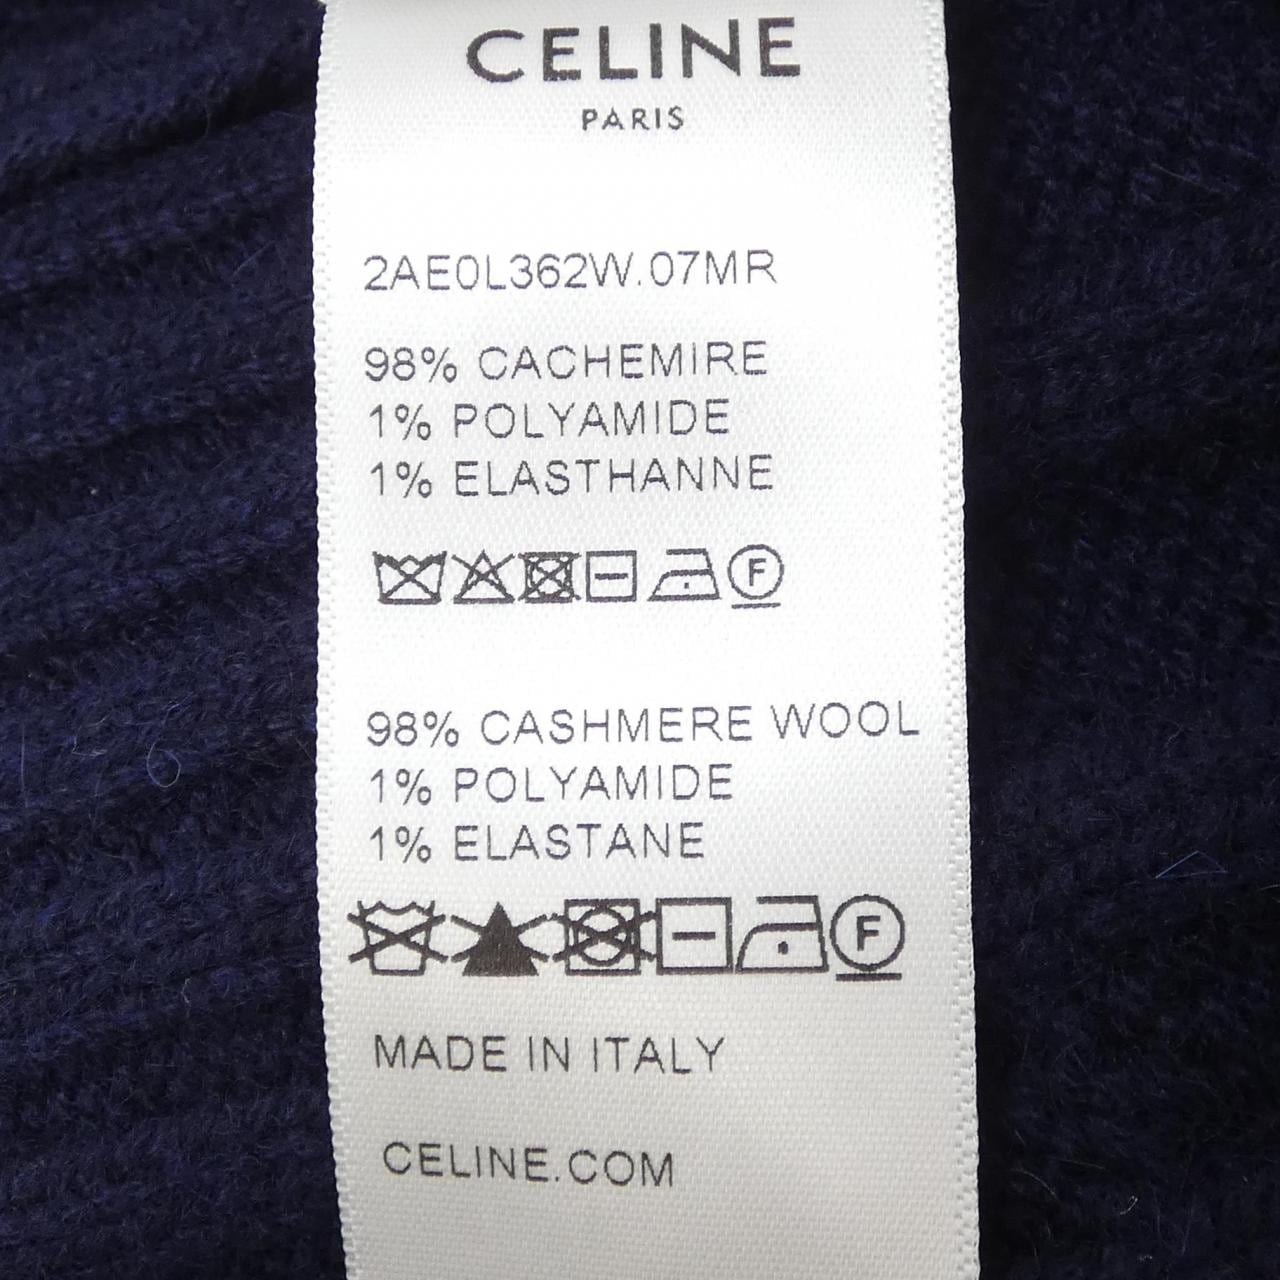 CELINE
PARIS
2AE0L362W.07MR
98% CACHEMIRE
1% POLYAMIDE
1% ELASTHANNE
F
98% CASHMERE WOOL
1% POLYAMIDE
1% ELASTANE
F
MADE IN ITALY
CELINE.COM